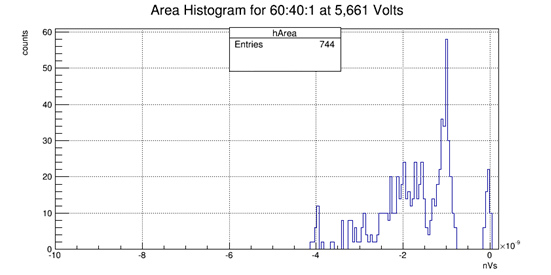 Area Histogram for 60:40:1 at 5,661 Volts
hArea
Entries 744
counts
60
50
40
30
20
10
0
-10 -8 -6 -4 -2 0
×10⁻⁹
nVs